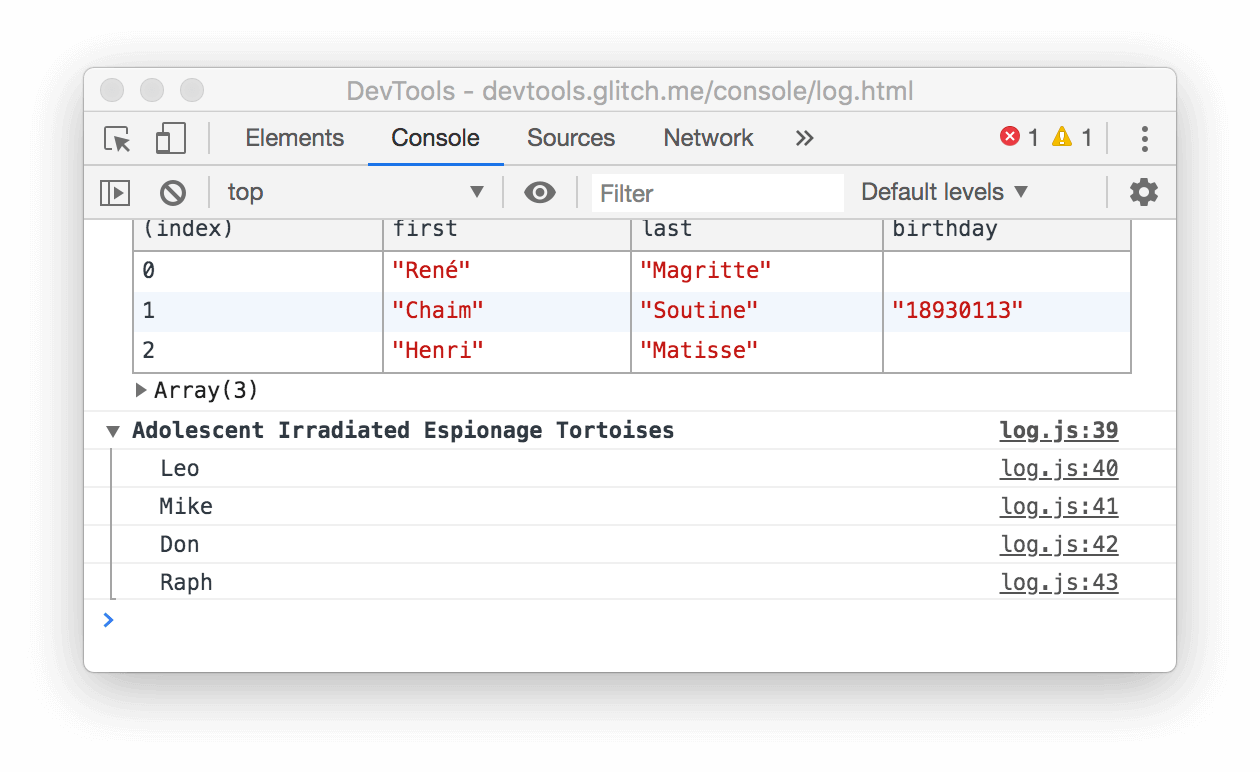 DevTools - devtools.glitch.me/console/log.html
Elements Console Sources Network » 1 1
top Filter Default levels
(index) first last birthday
0 "René" "Magritte"
1 "Chaim" "Soutine" "18930113"
2 "Henri" "Matisse"
Array(3)
Adolescent Irradiated Espionage Tortoises log.js:39
Leo log.js:40
Mike log.js:41
Don log.js:42
Raph log.js:43